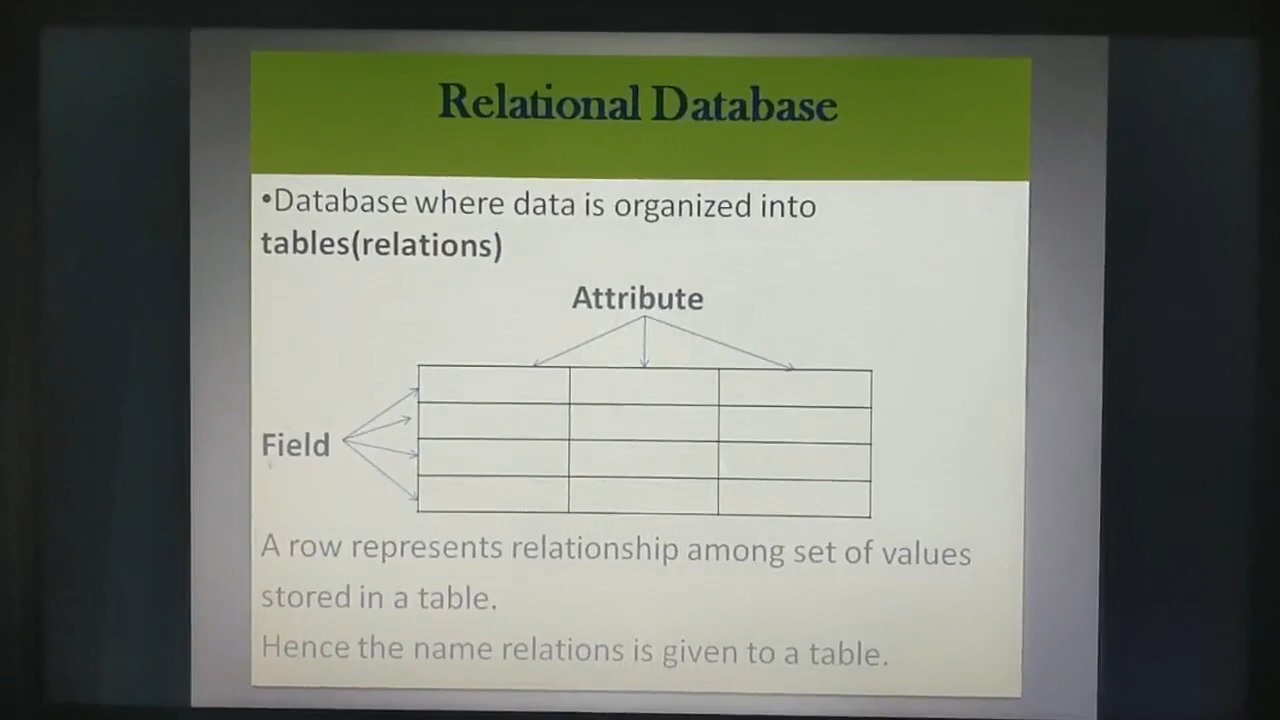 Relational Database
•Database where data is organized into
tables(relations)
Attribute
Field
A row represents relationship among set of values
stored in a table.
Hence the name relations is given to a table.